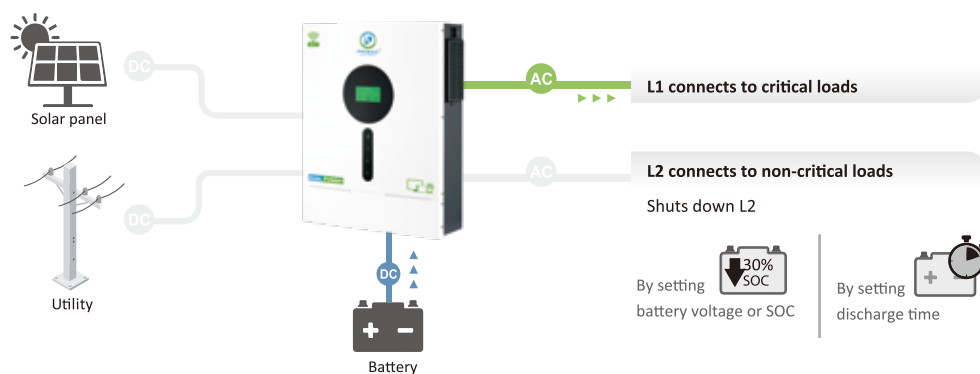 DC
Solar panel
DC
Utility
DC
Battery
AC
L1 connects to critical loads
AC
L2 connects to non-critical loads
Shuts down L2
30%
SOC
By setting
battery voltage or SOC
By setting
discharge time